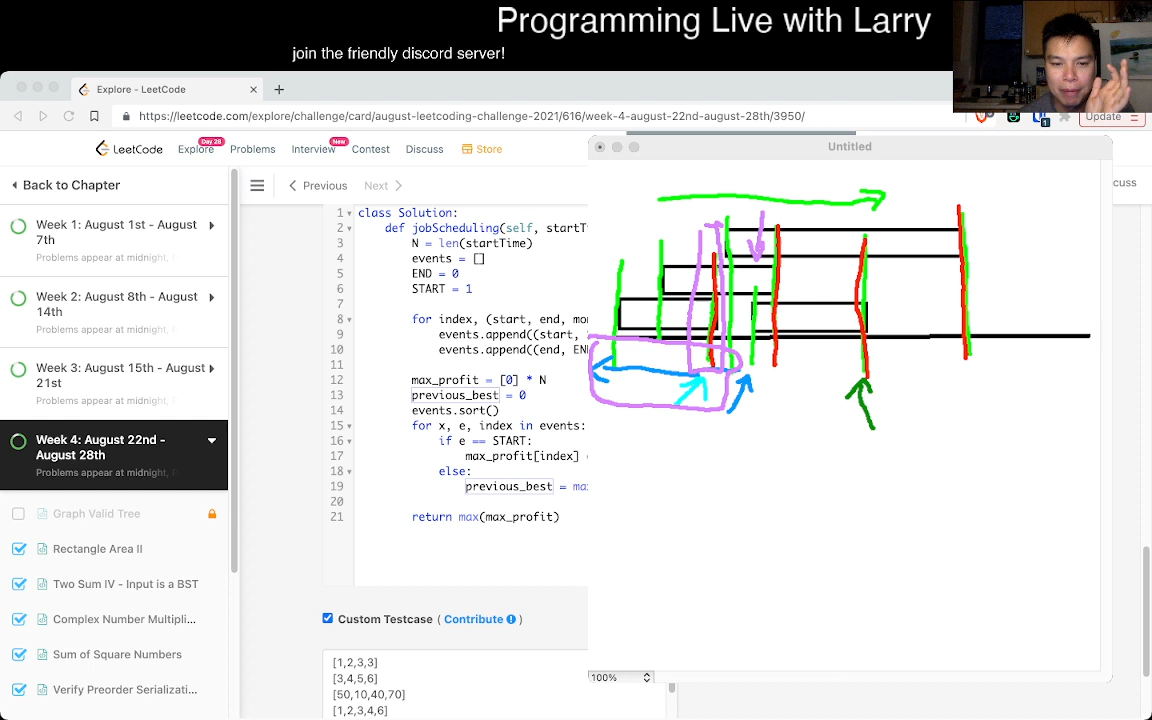 Programming Live with Larry
join the friendly discord server!
Explore - LeetCode
https://leetcode.com/explore/challenge/card/august-leetcoding-challenge-2021/616/week-4-august-22nd-august-28th/3950/
Update
LeetCode
Explore
Day 28
Problems
Interview
New
Contest
Discuss
Store
Untitled
cuss
Back to Chapter
Previous
Next
Week 1: August 1st - August
7th
Problems appear at midnight,
Week 2: August 8th - August
14th
Problems appear at midnight,
Week 3: August 15th - August
21st
Problems appear at midnight,
Week 4: August 22nd -
August 28th
Problems appear at midnight,
Graph Valid Tree
Rectangle Area II
Two Sum IV - Input is a BST
Complex Number Multipli...
Sum of Square Numbers
Verify Preorder Serializati...
1 class Solution:
2 def jobScheduling(self, startTi
3 N = len(startTime)
4 events = []
5 END = 0
6 START = 1
7
8 for index, (start, end, mon
9 events.append((start,
10 events.append((end, EN
11
12 max_profit = [0] * N
13 previous_best = 0
14 events.sort()
15 for x, e, index in events:
16 if e == START:
17 max_profit[index]
18 else:
19 previous_best = max
20
21 return max(max_profit)
Custom Testcase ( Contribute )
[1,2,3,3]
[3,4,5,6]
[50,10,40,70]
[1,2,3,4,6]
100%